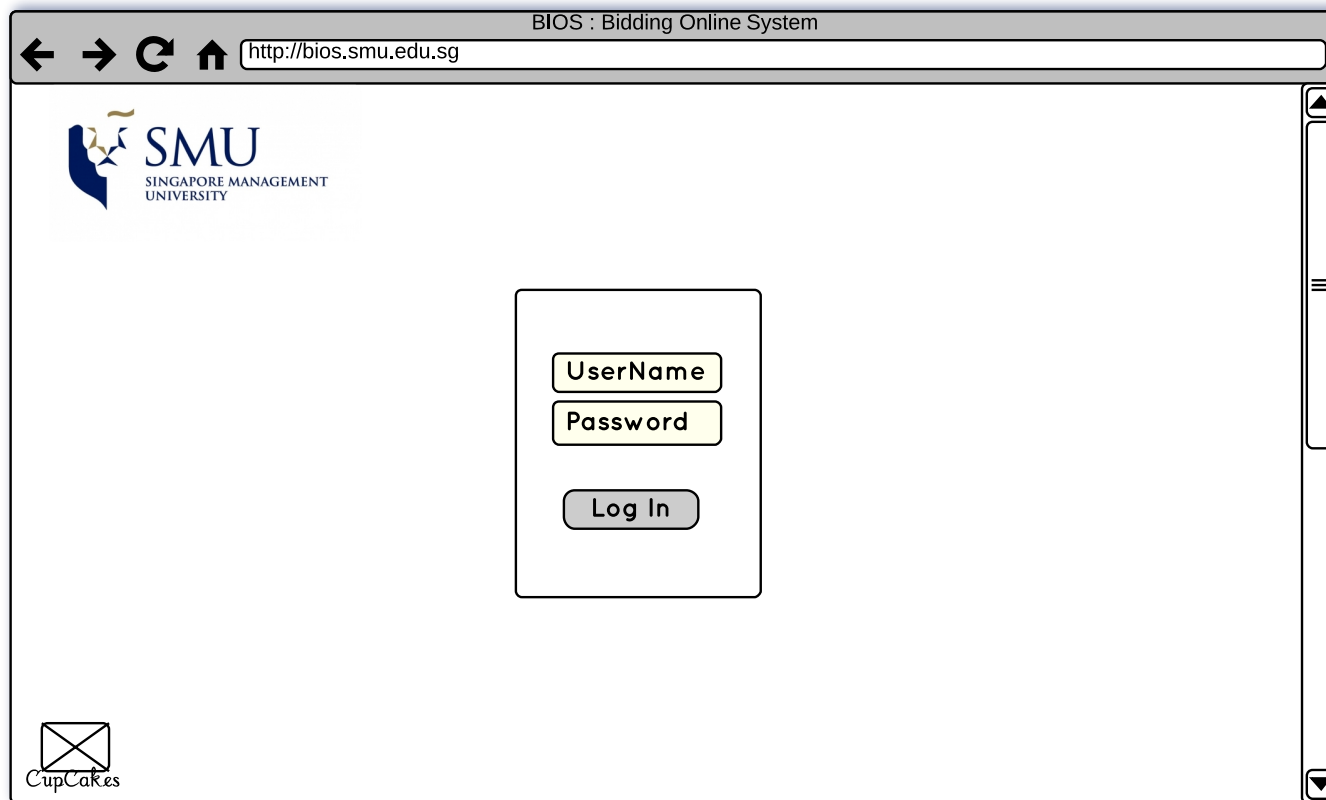 BIOS : Bidding Online System
http://bios.smu.edu.sg
SMU
SINGAPORE MANAGEMENT
UNIVERSITY
UserName
Password
Log In
CupCakes